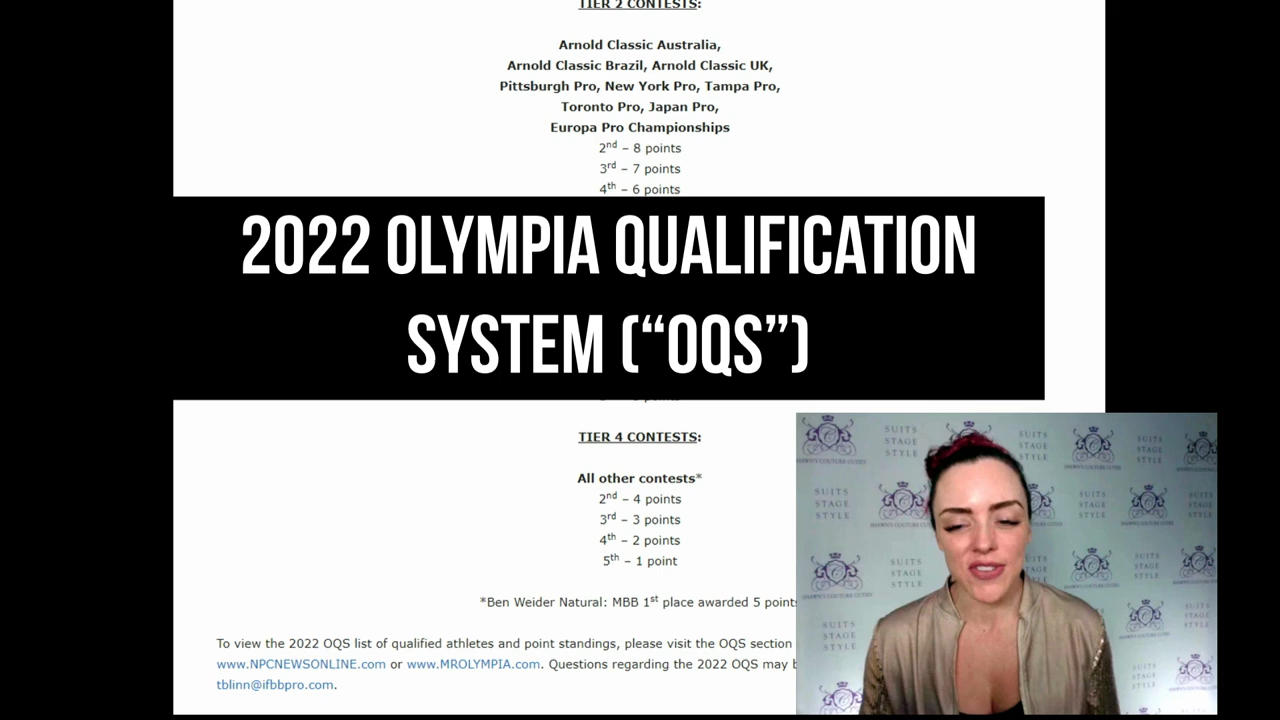 TIER 2 CONTESTS:
Arnold Classic Australia,
Arnold Classic Brazil, Arnold Classic UK,
Pittsburgh Pro, New York Pro, Tampa Pro,
Toronto Pro, Japan Pro,
Europa Pro Championships
2nd – 8 points
3rd – 7 points
4th – 6 points
2022 OLYMPIA QUALIFICATION
SYSTEM (“OQS”)
TIER 4 CONTESTS:
All other contests*
2nd – 4 points
3rd – 3 points
4th – 2 points
5th – 1 point
*Ben Weider Natural: MBB 1st place awarded 5 points
To view the 2022 OQS list of qualified athletes and point standings, please visit the OQS section
www.NPCNEWSONLINE.com or www.MROLYMPIA.com. Questions regarding the 2022 OQS may b
tblinn@ifbbpro.com.
SUITS
STAGE
STYLE